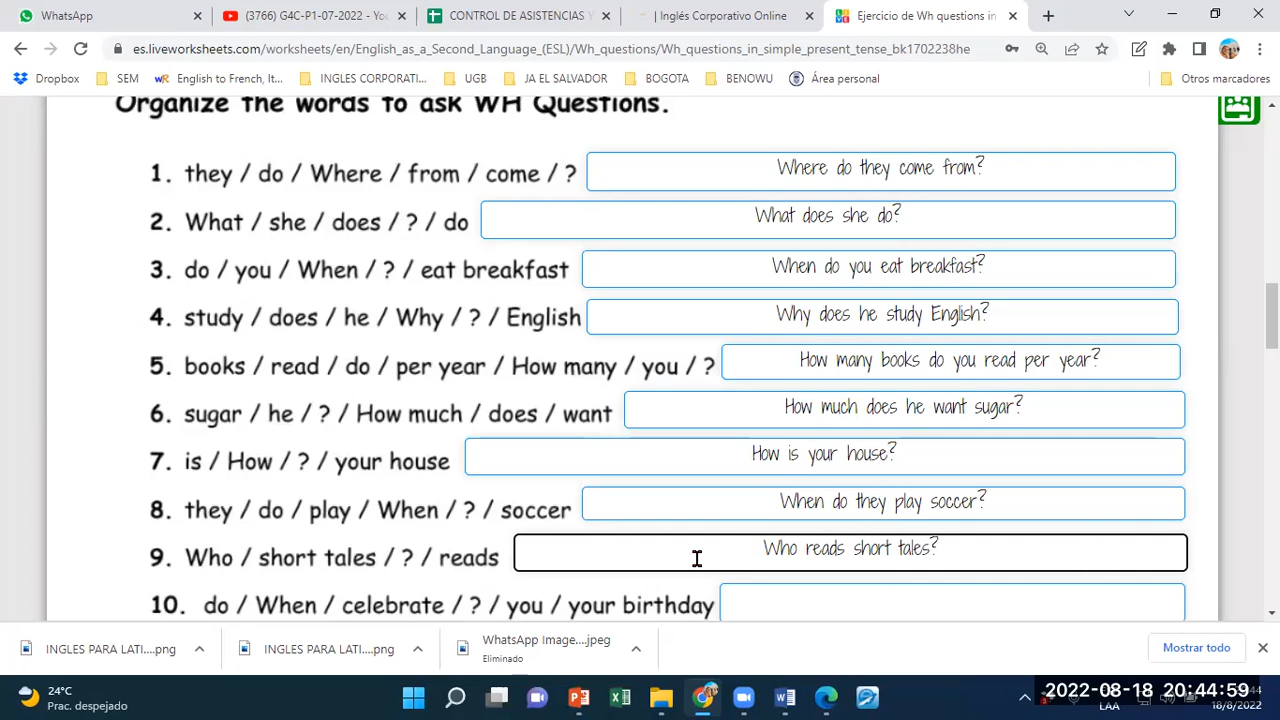 WhatsApp
(3766) G4C-P1-07-2022 - Yo
CONTROL DE ASISTENCIAS Y
| Inglés Corporativo Online
Ejercicio de Wh questions in
es.liveworksheets.com/worksheets/en/English_as_a_Second_Language_(ESL)/Wh_questions/Wh_questions_in_simple_present_tense_bk1702238he
Dropbox
SEM
English to French, It...
INGLES CORPORATI...
UGB
JA EL SALVADOR
BOGOTA
BENOWU
Área personal
Otros marcadores
Organize the words to ask WH Questions.
1. they / do / Where / from / come / ? Where do they come from?
2. What / she / does / ? / do What does she do?
3. do / you / When / ? / eat breakfast When do you eat breakfast?
4. study / does / he / Why / ? / English Why does he study English?
5. books / read / do / per year / How many / you / ? How many books do you read per year?
6. sugar / he / ? / How much / does / want How much does he want sugar?
7. is / How / ? / your house How is your house?
8. they / do / play / When / ? / soccer When do they play soccer?
9. Who / short tales / ? / reads Who reads short tales?
10. do / When / celebrate / ? / you / your birthday
INGLES PARA LATI....png
INGLES PARA LATI....png
WhatsApp Image....jpeg
Eliminado
Mostrar todo
24°C
Prac. despejado
2022-08-18 20:44:59
LAA
18/8/2022